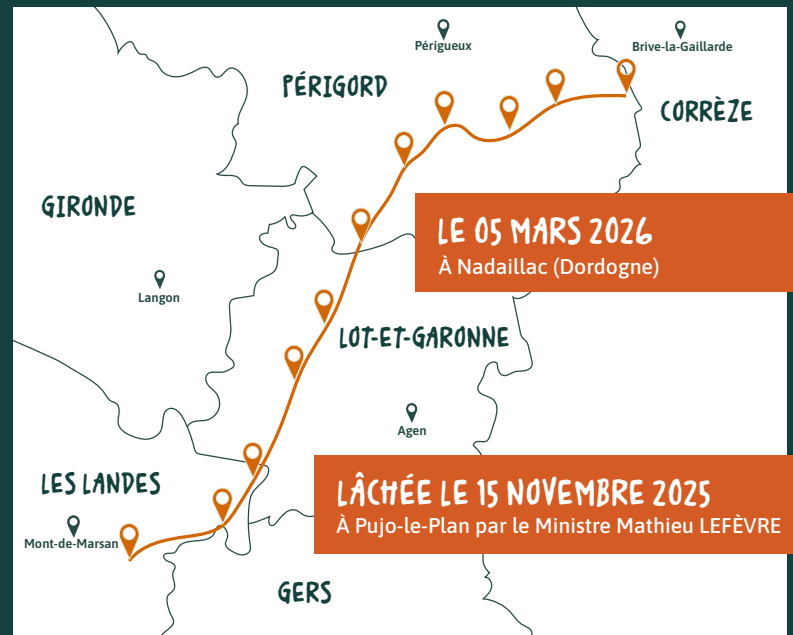 Périgueux
Brive-la-Gaillarde
PÉRIGORD
CORRÈZE
GIRONDE
LE 05 MARS 2026
À Nadaillac (Dordogne)
Langon
LOT-ET-GARONNE
Agen
LES LANDES
LÂCHÉE LE 15 NOVEMBRE 2025
À Pujo-le-Plan par le Ministre Mathieu LEFÈVRE
Mont-de-Marsan
GERS